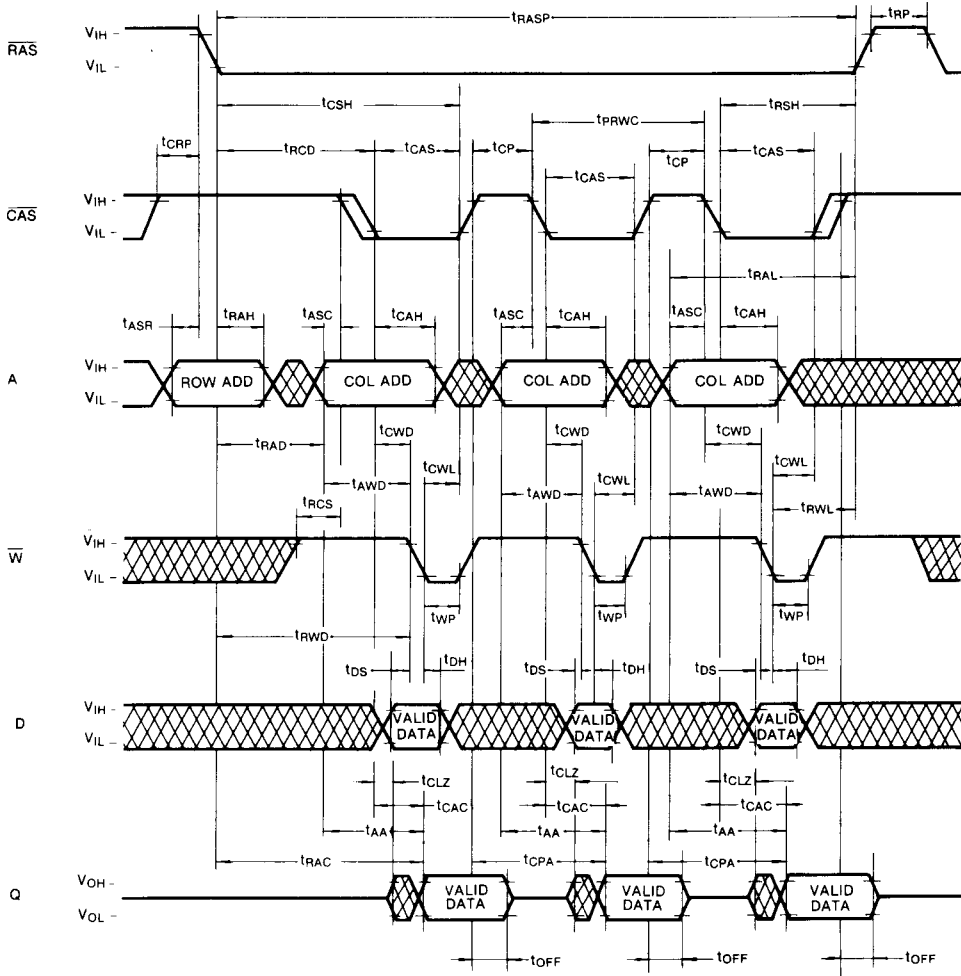 tRASP
tRP
RAS
VIH
VIL
tCSH
tRSH
tPRWC
tCRP
tRCD
tCAS
tCP
tCP
tCAS
tCAS
CAS
VIH
VIL
tRAL
tASR
tRAH
tASC
tCAH
tASC
tCAH
tASC
tCAH
A
VIH
VIL
ROW ADD
COL ADD
COL ADD
COL ADD
tRAD
tCWD
tCWD
tCWD
tCWL
tCWL
tCWL
tAWD
tAWD
tAWD
tRCS
tRWL
W
VIH
VIL
tWP
tWP
tWP
tRWD
tDS
tDH
tDS
tDH
tDS
tDH
D
VIH
VIL
VALID DATA
VALID DATA
VALID DATA
tCLZ
tCLZ
tCLZ
tCAC
tCAC
tCAC
tAA
tAA
tAA
tRAC
tCPA
tCPA
Q
VOH
VOL
VALID DATA
VALID DATA
VALID DATA
tOFF
tOFF
tOFF